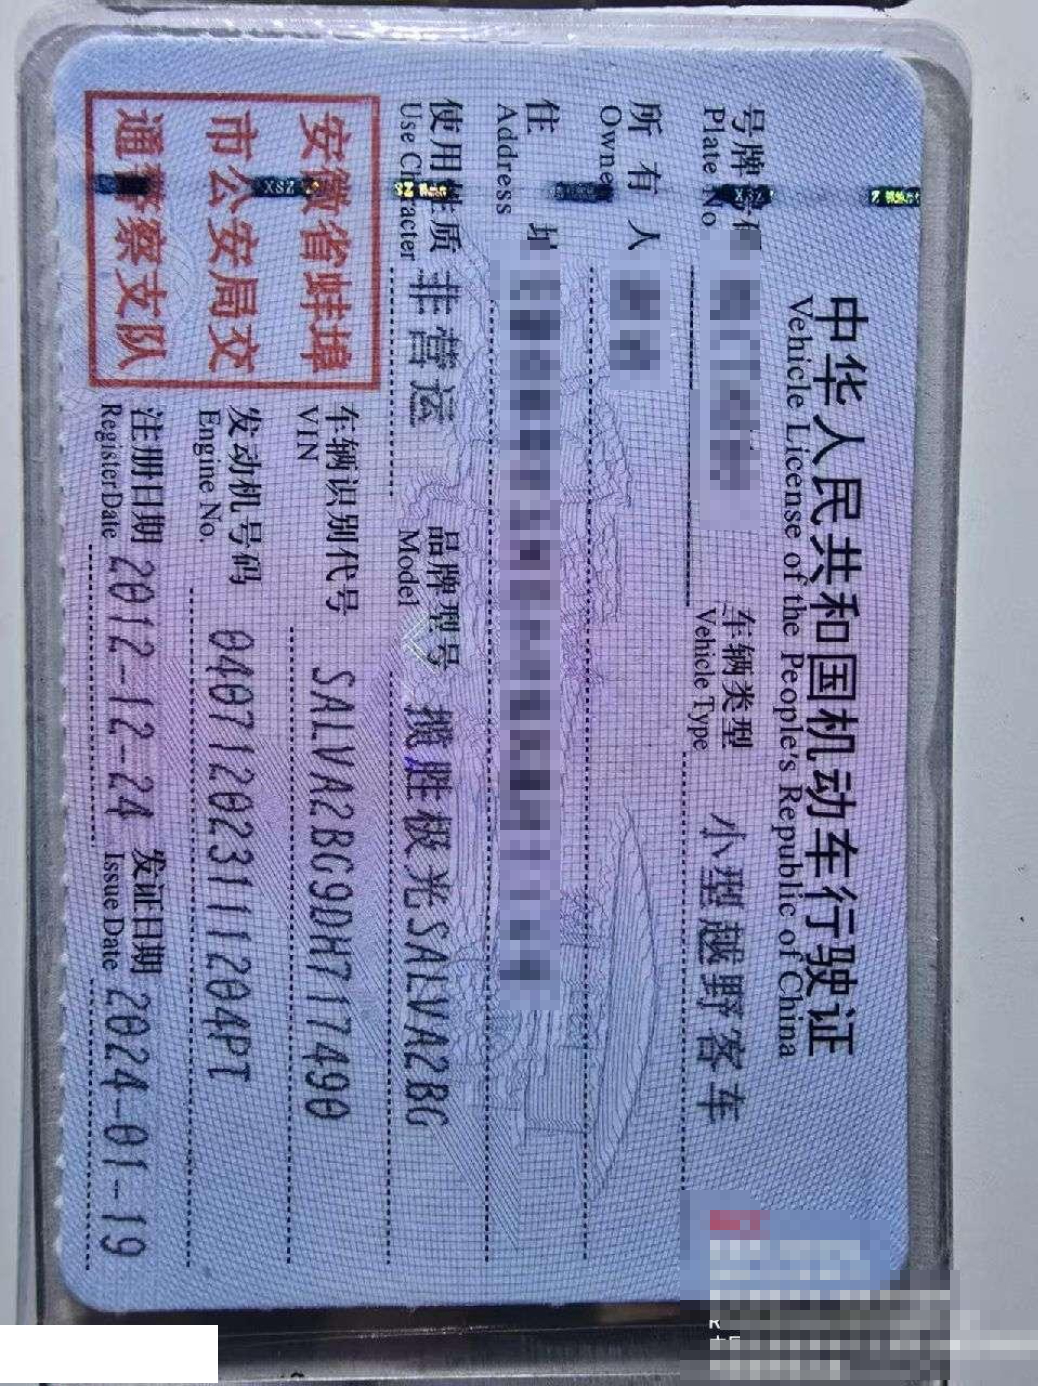 中华人民共和国机动车行驶证
Vehicle License of the People's Republic of China
号牌号码
Plate No.
车辆类型 小型越野客车
Vehicle Type
所有人
Owner
住址
Address
使用性质 非营运
Use Character
品牌型号 揽胜极光SALVA2BG
Model
安徽省蚌埠
市公安局交
通警察支队
车辆识别代号 SALVA2BG9DH717490
VIN
发动机号码 040712023111204PT
Engine No.
注册日期 2012-12-24 发证日期 2024-01-19
Register Date Issue Date